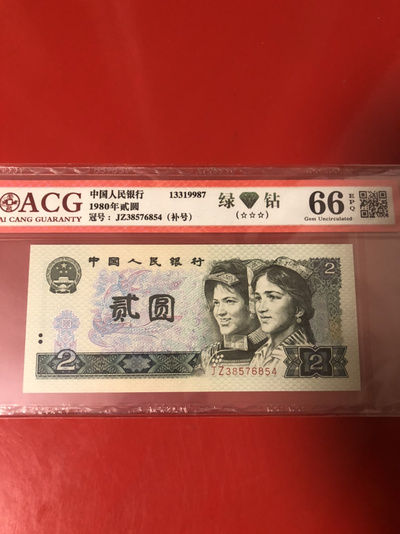 ACG
AI CANG GUARANTY
中国人民银行
13319987
1980年贰圆
冠号：JZ38576854（补号）
绿 钻
(☆☆☆)
66 EPQ
Gem Uncirculated
中国人民银行
2
贰圆
2
2
JZ38576854